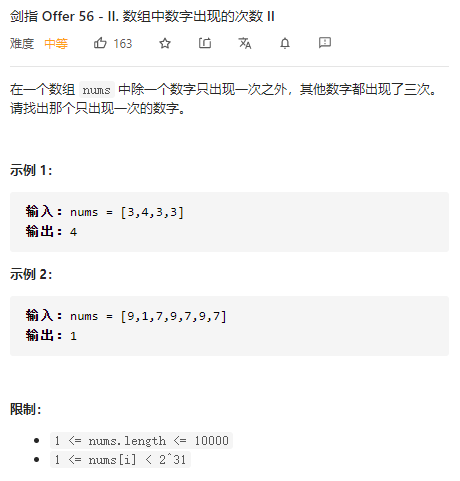 剑指 Offer 56 - II. 数组中数字出现的次数 II
难度 中等 163
在一个数组 nums 中除一个数字只出现一次之外，其他数字都出现了三次。
请找出那个只出现一次的数字。
示例 1：
输入：nums = [3,4,3,3]
输出：4
示例 2：
输入：nums = [9,1,7,9,7,9,7]
输出：1
限制：
1 <= nums.length <= 10000
1 <= nums[i] < 2^31